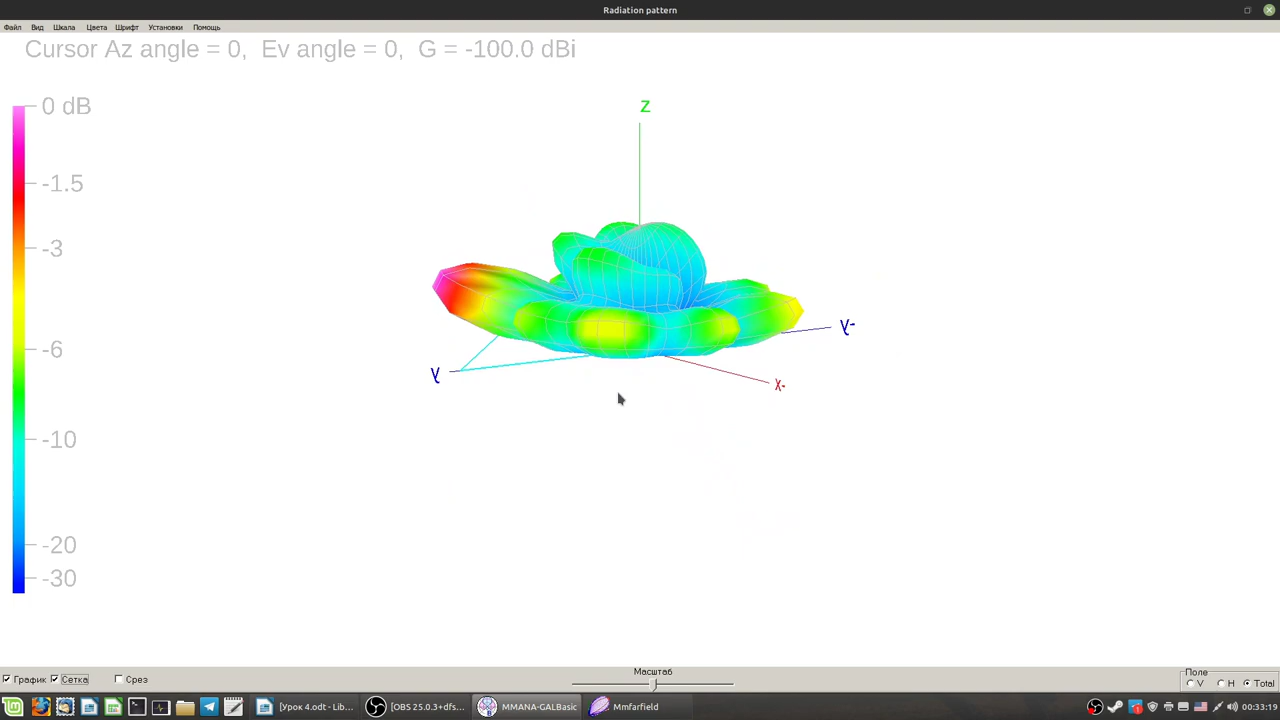 Radiation pattern
Файл Вид Шкала Цвета Шрифт Установки Помощь
Cursor Az angle = 0, Ev angle = 0, G = -100.0 dBi
0 dB
-1.5
-3
-6
-10
-20
-30
Z
Y
Y-
X-
График Сетка Срез
Масштаб
Поле
V H Total
[Урок 4.odt - Lib...
[OBS 25.0.3+dfs...
MMANA-GALBasic
Mmfarfield
00:33:19